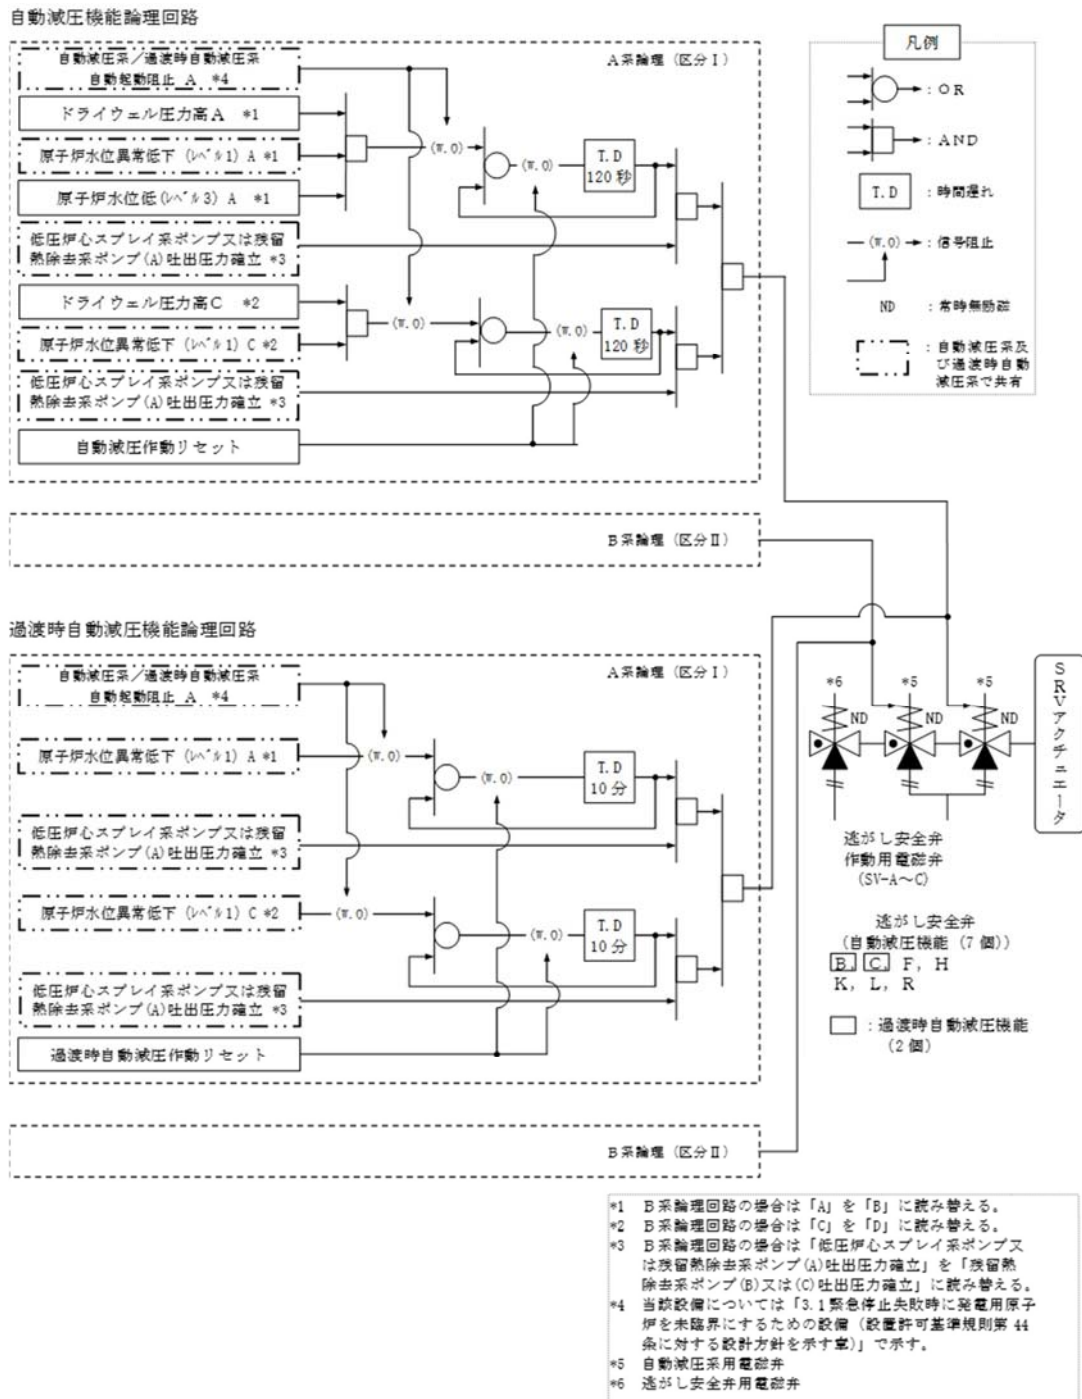 自動減圧機能論理回路
A系論理（区分Ⅰ）
自動減圧系／過渡時自動減圧系
自動起動阻止 A *4
ドライウェル圧力高A *1
原子炉水位異常低下（ﾚﾍﾞﾙ1）A *1
原子炉水位低(ﾚﾍﾞﾙ3) A *1
低圧炉心スプレイ系ポンプ又は残留
熱除去系ポンプ(A)吐出圧力確立 *3
ドライウェル圧力高C *2
原子炉水位異常低下（ﾚﾍﾞﾙ1）C *2
低圧炉心スプレイ系ポンプ又は残留
熱除去系ポンプ(A)吐出圧力確立 *3
自動減圧作動リセット
(W.O)
(W.O)
T.D
120秒
(W.O)
(W.O)
T.D
120秒
凡例
：OR
：AND
T.D ：時間遅れ
(W.O) ：信号阻止
ND ：常時無励磁
：自動減圧系及
び過渡時自動
減圧系で共有
B系論理（区分Ⅱ）
過渡時自動減圧機能論理回路
A系論理（区分Ⅰ）
自動減圧系／過渡時自動減圧系
自動起動阻止 A *4
原子炉水位異常低下（ﾚﾍﾞﾙ1）A *1
低圧炉心スプレイ系ポンプ又は残留
熱除去系ポンプ(A)吐出圧力確立 *3
原子炉水位異常低下（ﾚﾍﾞﾙ1）C *2
低圧炉心スプレイ系ポンプ又は残留
熱除去系ポンプ(A)吐出圧力確立 *3
過渡時自動減圧作動リセット
(W.O)
(W.O)
T.D
10分
(W.O)
(W.O)
T.D
10分
B系論理（区分Ⅱ）
*6 *5 *5
ND ND ND
SRVアクチュエータ
逃がし安全弁
作動用電磁弁
(SV-A～C)
逃がし安全弁
(自動減圧機能（7個))
B, C, F, H
K, L, R
：過渡時自動減圧機能
（2個）
*1 B系論理回路の場合は「A」を「B」に読み替える。
*2 B系論理回路の場合は「C」を「D」に読み替える。
*3 B系論理回路の場合は「低圧炉心スプレイ系ポンプ又
は残留熱除去系ポンプ(A)吐出圧力確立」を「残留熱
除去系ポンプ(B)又は(C)吐出圧力確立」に読み替える。
*4 当該設備については「3.1 緊急停止失敗時に発電用原子
炉を未臨界にするための設備（設置許可基準規則第 44
条に対する設計方針を示す章）」で示す。
*5 自動減圧系用電磁弁
*6 逃がし安全弁用電磁弁